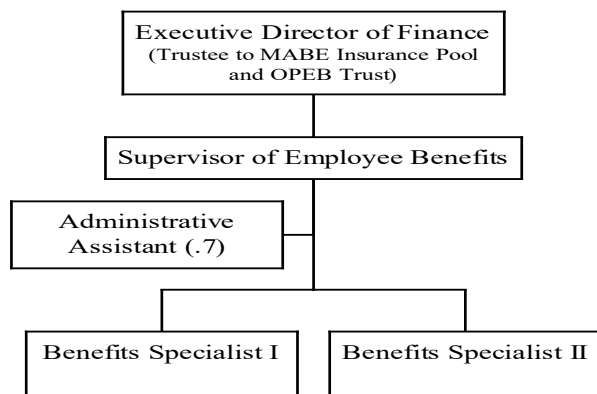 Executive Director of Finance
(Trustee to MABE Insurance Pool
and OPEB Trust)
Supervisor of Employee Benefits
Administrative
Assistant (.7)
Benefits Specialist I
Benefits Specialist II